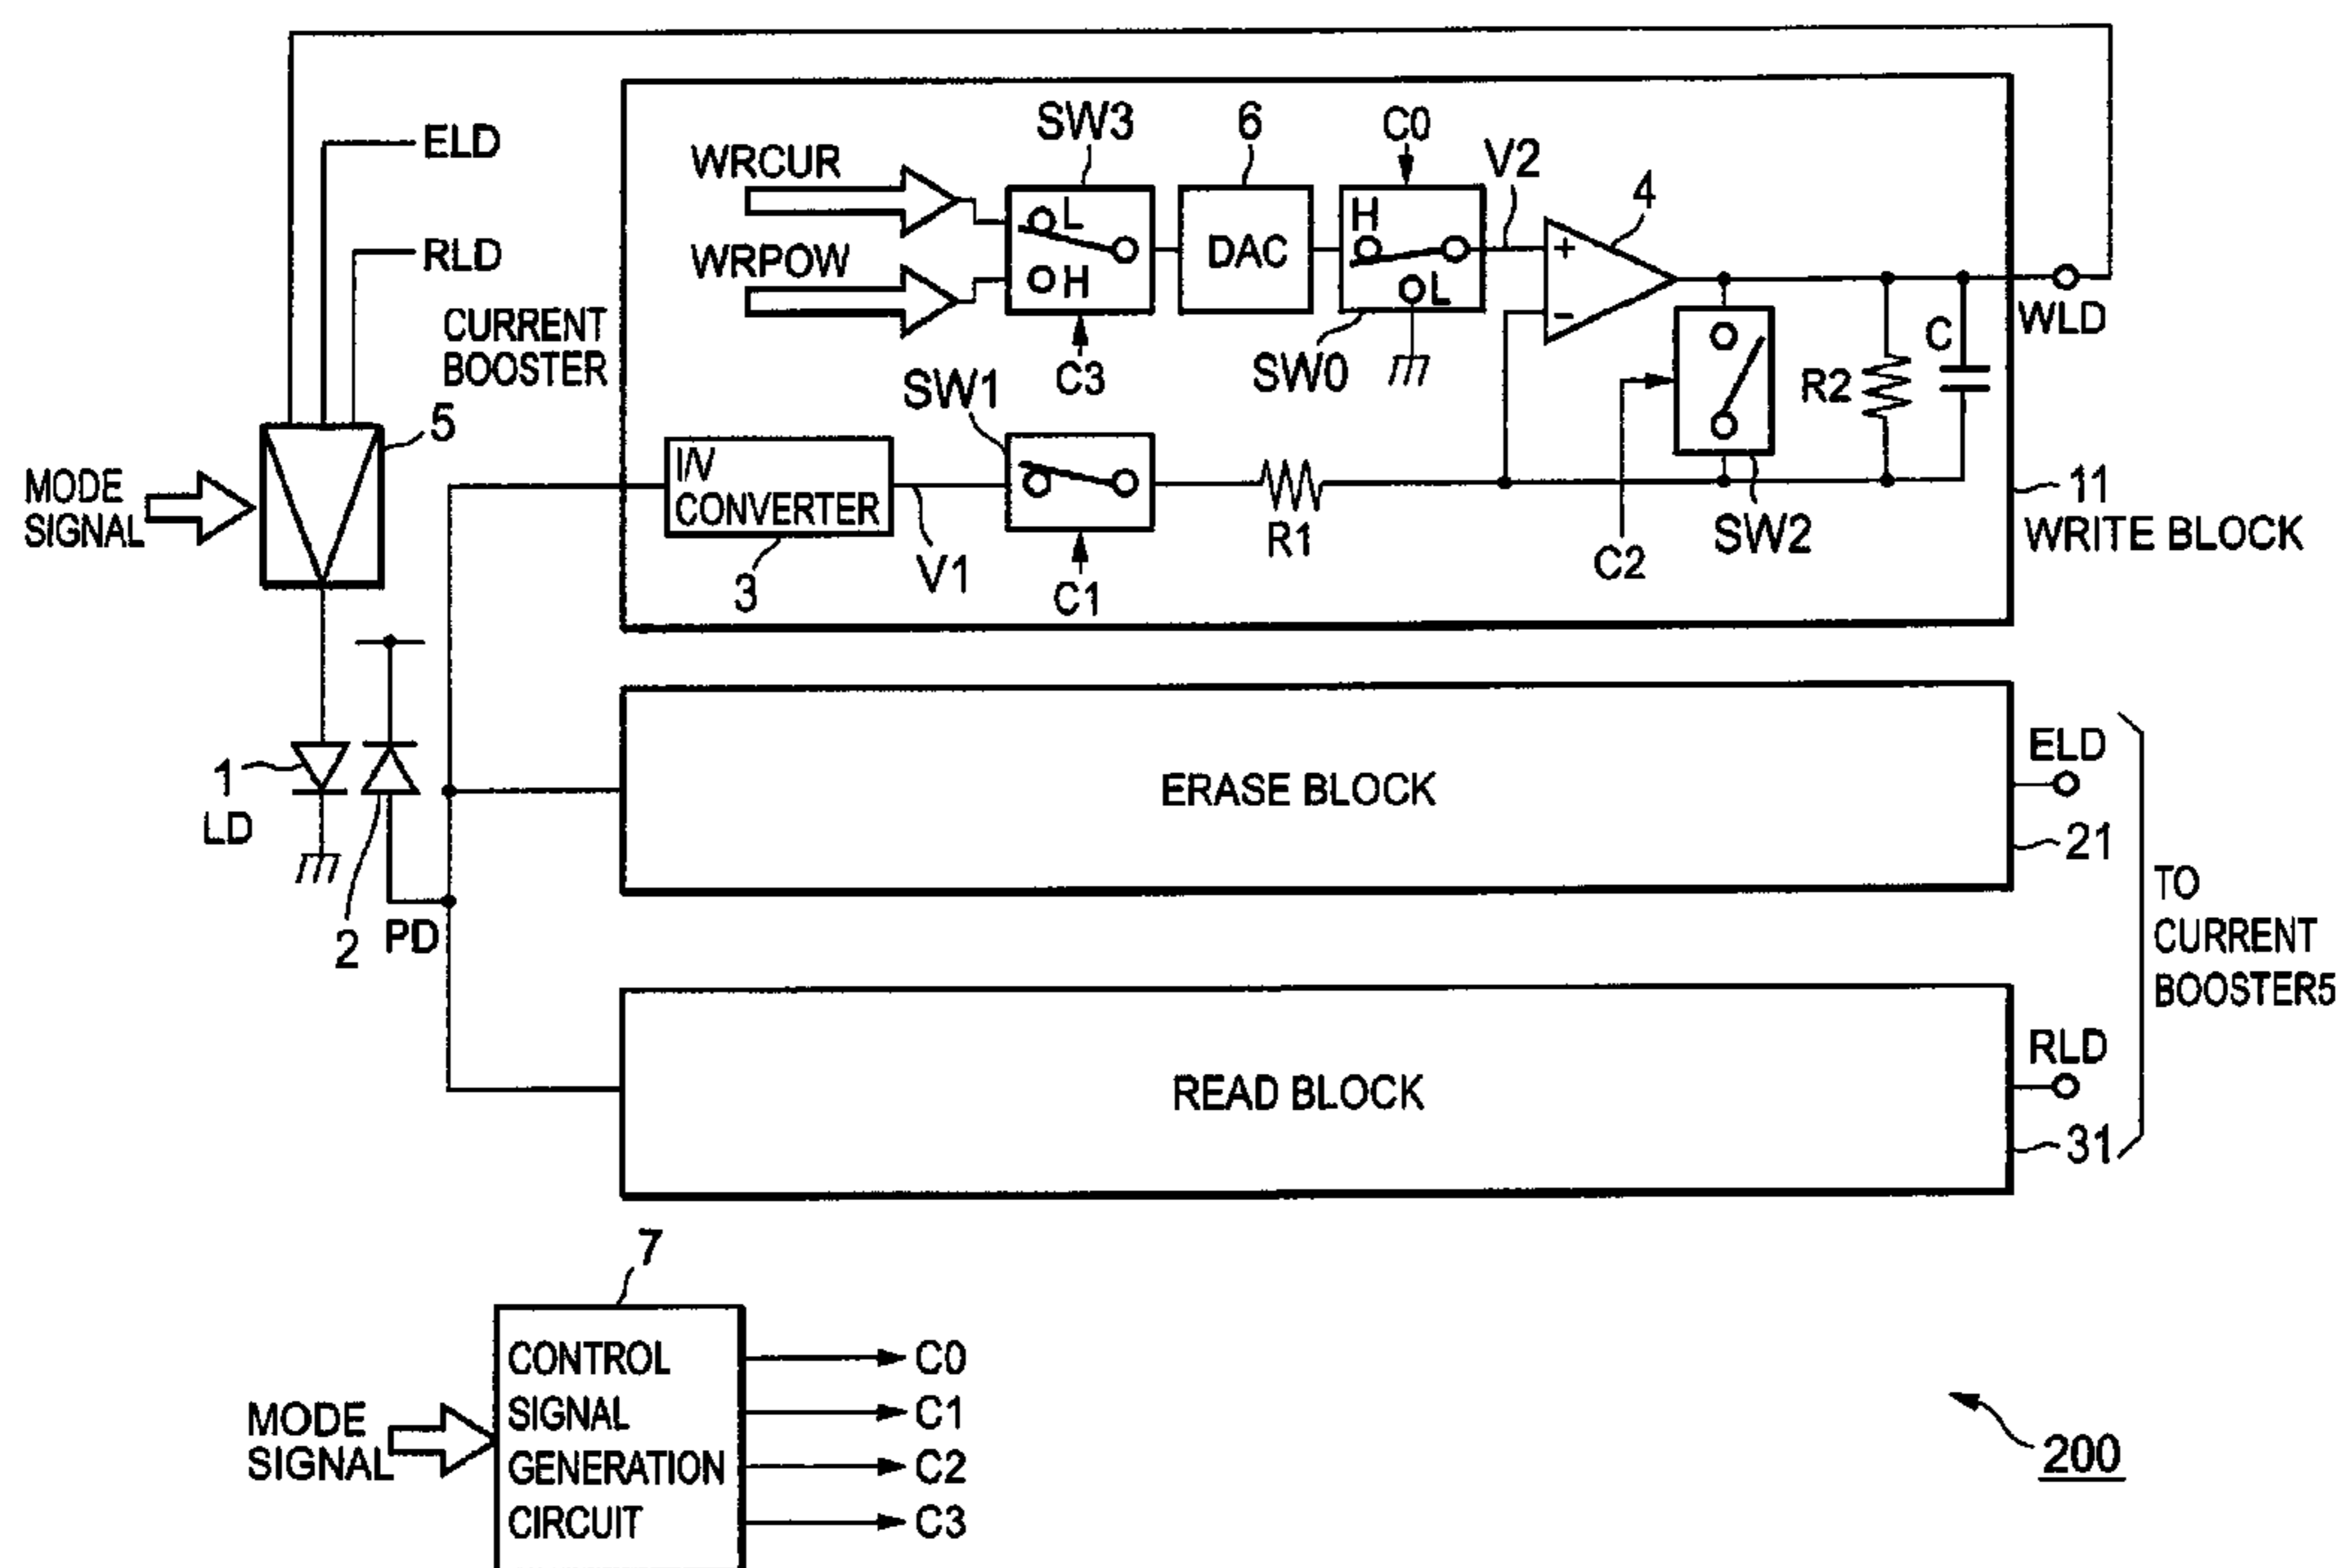 ELD
RLD
CURRENT
BOOSTER
5
MODE
SIGNAL
1
LD
2
PD
WRCUR
WRPOW
SW3
L
H
C3
6
DAC
C0
H
L
SW0
V2
4
+
−
WLD
C
R2
SW2
C2
I/V
CONVERTER
3
V1
SW1
C1
R1
11
WRITE BLOCK
ERASE BLOCK
ELD
21
READ BLOCK
RLD
31
TO
CURRENT
BOOSTER5
7
MODE
SIGNAL
CONTROL
SIGNAL
GENERATION
CIRCUIT
C0
C1
C2
C3
200